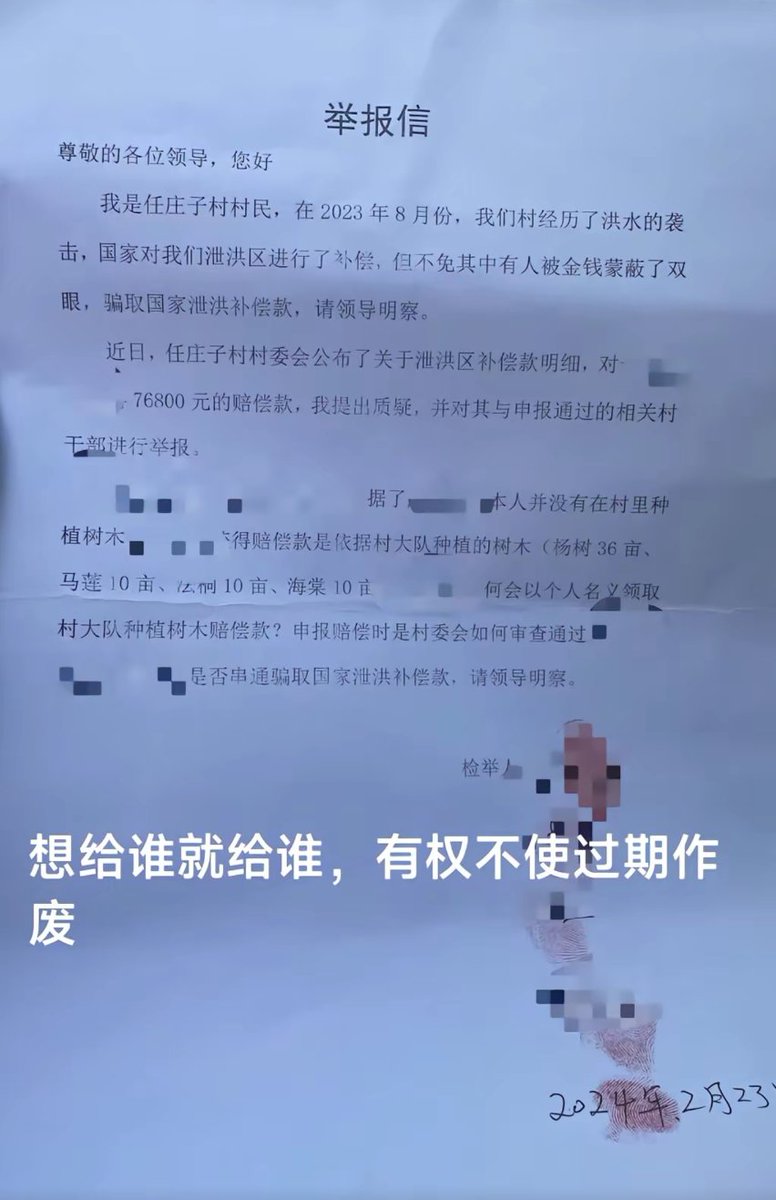 举报信
尊敬的各位领导，您好
我是任庄子村村民，在 2023 年 8 月份，我们村经历了洪水的袭
击，国家对我们泄洪区进行了补偿，但不免其中有人被金钱蒙蔽了双
眼，骗取国家泄洪补偿款，请领导明察。
近日，任庄子村村委会公布了关于泄洪区补偿款明细，对
76800 元的赔偿款，我提出质疑，并对其与申报通过的相关村
干部进行举报。
据了 本人并没有在村里种
植树木 得赔偿款是依据村大队种植的树木（杨树 36 亩、
马莲 10 亩、法桐 10 亩、海棠 10 亩 何会以个人名义领取
村大队种植树木赔偿款？申报赔偿时是村委会如何审查通过
是否串通骗取国家泄洪补偿款，请领导明察。
检举人
想给谁就给谁，有权不使过期作
废
2024年2月23